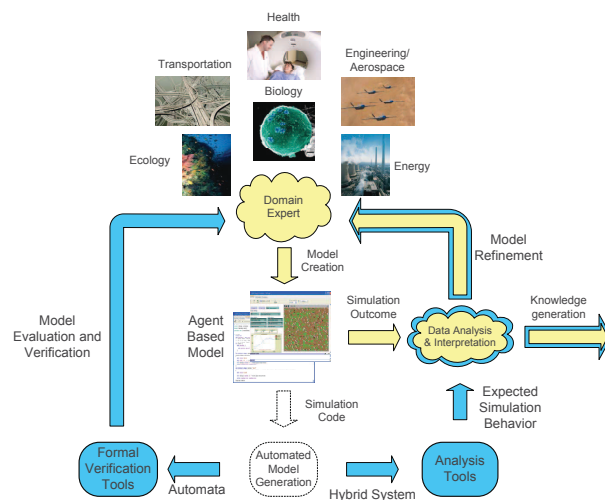 Health
Transportation
Engineering/
Aerospace
Biology
Ecology
Energy
Domain
Expert
Model
Creation
Model
Refinement
Model
Evaluation and
Verification
Agent
Based
Model
Simulation
Outcome
Data Analysis
& Interpretation
Knowledge
generation
Simulation
Code
Expected
Simulation
Behavior
Formal
Verification
Tools
Automata
Automated
Model
Generation
Hybrid System
Analysis
Tools